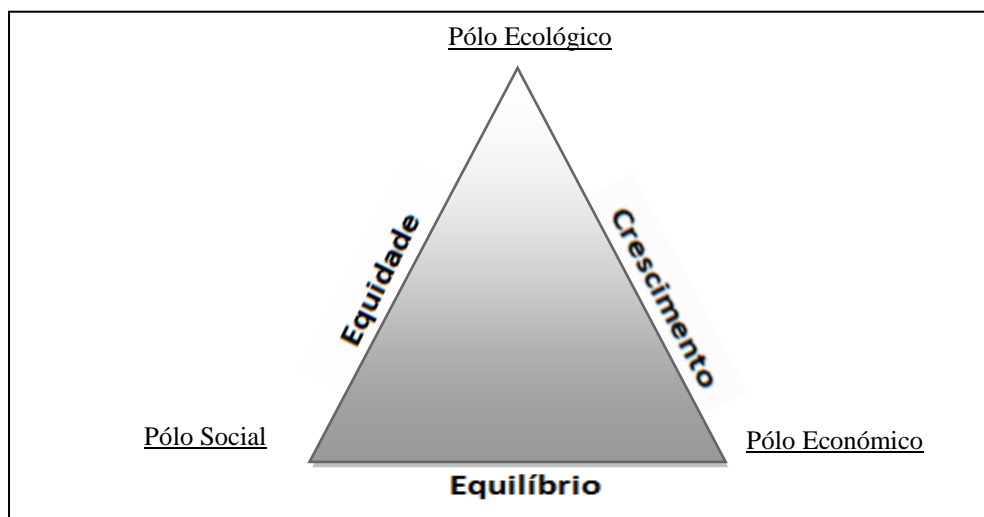 Pólo Ecológico
Equidade
Crescimento
Pólo Social
Pólo Económico
Equilíbrio